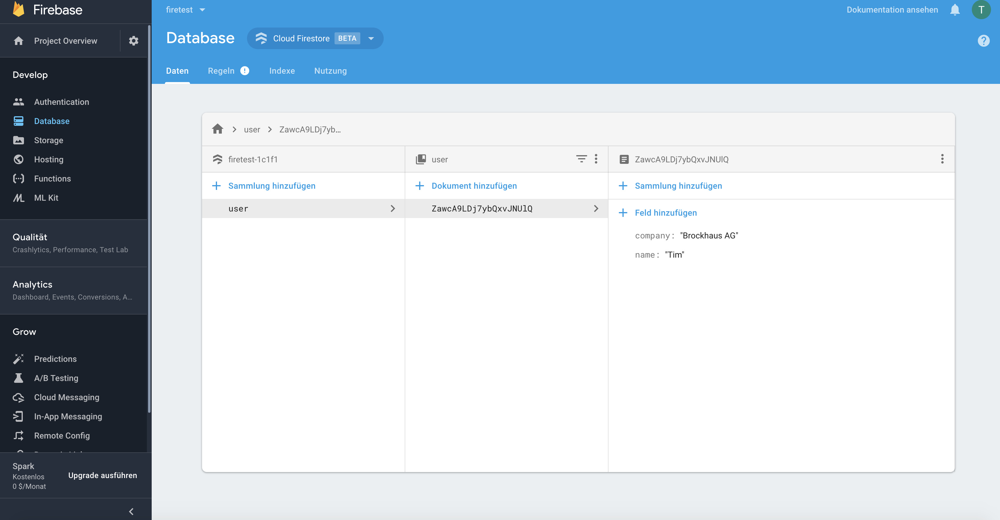 Firebase
Project Overview
Develop
Authentication
Database
Storage
Hosting
Functions
ML Kit
Qualität
Crashlytics, Performance, Test Lab
Analytics
Dashboard, Events, Conversions, A...
Grow
Predictions
A/B Testing
Cloud Messaging
In-App Messaging
Remote Config
Spark
Kostenlos
0 $/Monat
Upgrade ausführen
firetest
Dokumentation ansehen
T
Database
Cloud Firestore BETA
Daten Regeln Indexe Nutzung
user ZawcA9LDj7yb...
firetest-1c1f1
Sammlung hinzufügen
user
user
Dokument hinzufügen
ZawcA9LDj7ybQxvJNUlQ
ZawcA9LDj7ybQxvJNUlQ
Sammlung hinzufügen
Feld hinzufügen
company: "Brockhaus AG"
name: "Tim"